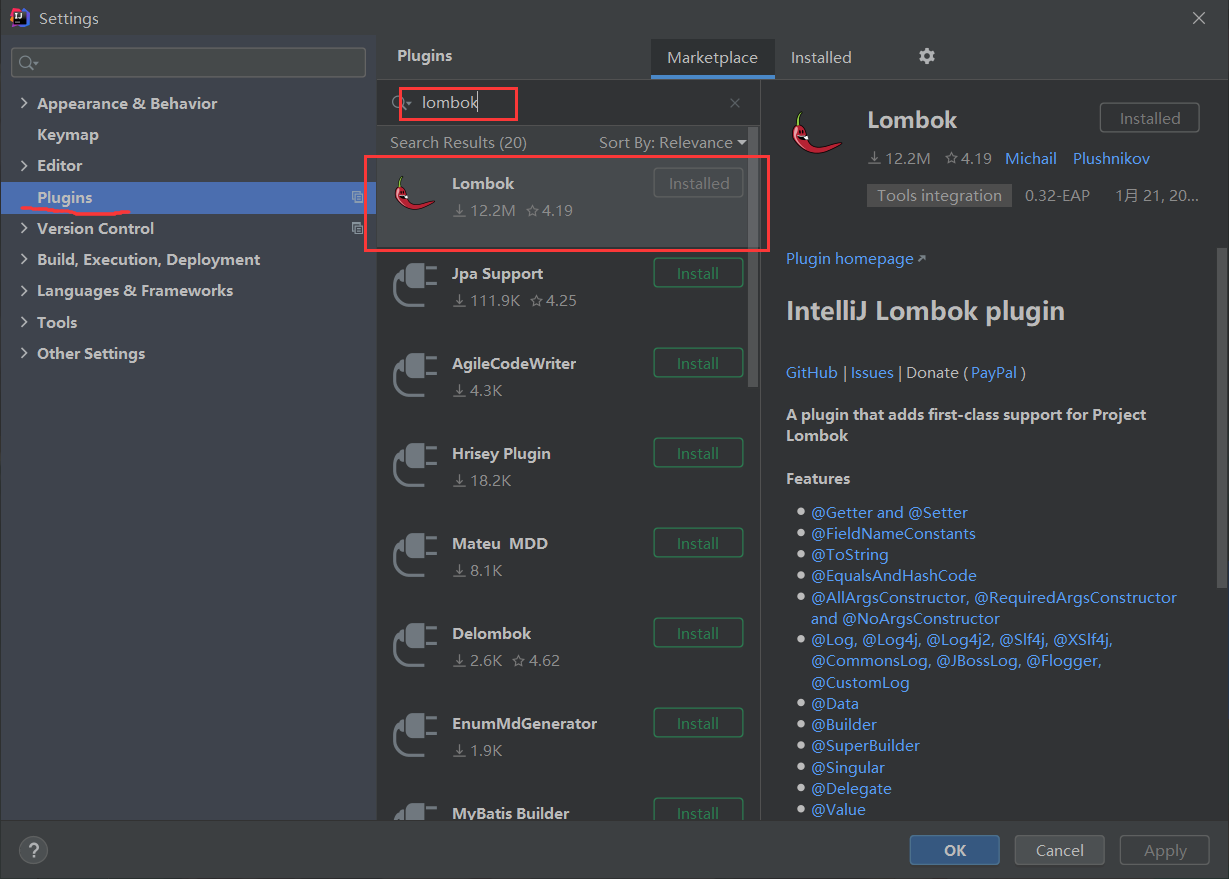 Settings
Appearance & Behavior
Keymap
Editor
Plugins
Version Control
Build, Execution, Deployment
Languages & Frameworks
Tools
Other Settings
Plugins
Marketplace
Installed
lombok
Search Results (20)
Sort By: Relevance
Lombok
Installed
12.2M 4.19
Jpa Support
Install
111.9K 4.25
AgileCodeWriter
Install
4.3K
Hrisey Plugin
Install
18.2K
Mateu MDD
Install
8.1K
Delombok
Install
2.6K 4.62
EnumMdGenerator
Install
1.9K
MyBatis Builder
Install
Lombok
Installed
12.2M 4.19 Michail Plushnikov
Tools integration 0.32-EAP 1月 21, 20...
Plugin homepage
IntelliJ Lombok plugin
GitHub | Issues | Donate ( PayPal )
A plugin that adds first-class support for Project
Lombok
Features
@Getter and @Setter
@FieldNameConstants
@ToString
@EqualsAndHashCode
@AllArgsConstructor, @RequiredArgsConstructor
and @NoArgsConstructor
@Log, @Log4j, @Log4j2, @Slf4j, @XSlf4j,
@CommonsLog, @JBossLog, @Flogger,
@CustomLog
@Data
@Builder
@SuperBuilder
@Singular
@Delegate
@Value
?
OK
Cancel
Apply